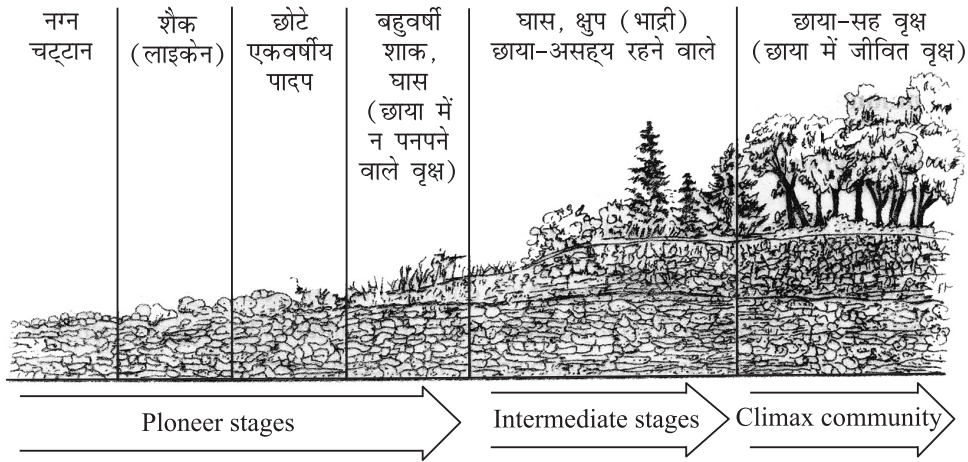 नग्न
चट्टान
शैक
(लाइकेन)
छोटे
एकवर्षीय
पादप
बहुवर्षी
शाक,
घास
(छाया में
न पनपने
वाले वृक्ष)
घास, क्षुप (भाद्री)
छाया-असह्य रहने वाले
छाया-सह वृक्ष
(छाया में जीवित वृक्ष)
Ploneer stages
Intermediate stages
Climax community